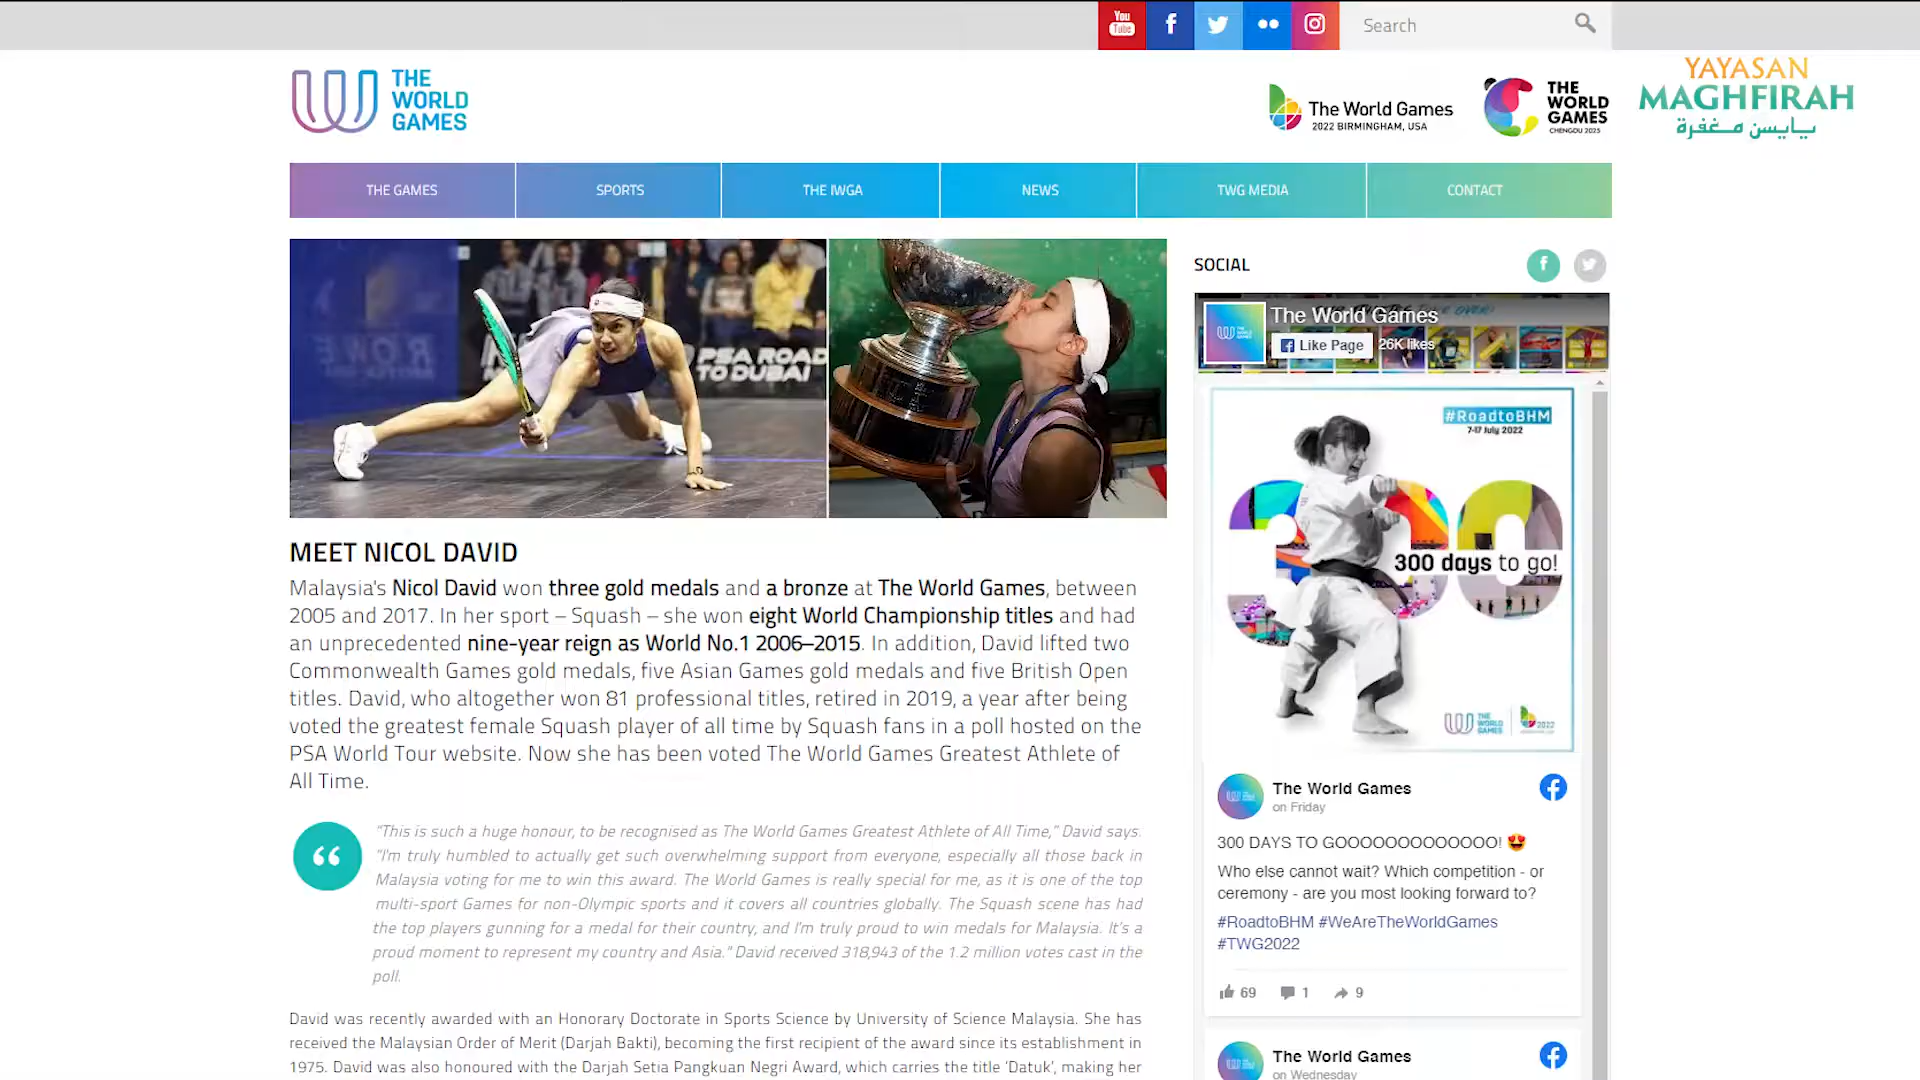 You
Tube
Search
THE
WORLD
GAMES
The World Games
2022 BIRMINGHAM, USA
THE
WORLD
GAMES
CHENGDU 2025
YAYASAN
MAGHFIRAH
يايسن مغفرة
THE GAMES
SPORTS
THE IWGA
NEWS
TWG MEDIA
CONTACT
PSA ROAD
TO DUBAI
MEET NICOL DAVID
Malaysia's Nicol David won three gold medals and a bronze at The World Games, between
2005 and 2017. In her sport – Squash – she won eight World Championship titles and had
an unprecedented nine-year reign as World No.1 2006–2015. In addition, David lifted two
Commonwealth Games gold medals, five Asian Games gold medals and five British Open
titles. David, who altogether won 81 professional titles, retired in 2019, a year after being
voted the greatest female Squash player of all time by Squash fans in a poll hosted on the
PSA World Tour website. Now she has been voted The World Games Greatest Athlete of
All Time.
"This is such a huge honour, to be recognised as The World Games Greatest Athlete of All Time," David says.
"I'm truly humbled to actually get such overwhelming support from everyone, especially all those back in
Malaysia voting for me to win this award. The World Games is really special for me, as it is one of the top
multi-sport Games for non-Olympic sports and it covers all countries globally. The Squash scene has had
the top players gunning for a medal for their country, and I'm truly proud to win medals for Malaysia. It's a
proud moment to represent my country and Asia." David received 318,943 of the 1.2 million votes cast in the
poll.
David was recently awarded with an Honorary Doctorate in Sports Science by University of Science Malaysia. She has
received the Malaysian Order of Merit (Darjah Bakti), becoming the first recipient of the award since its establishment in
1975. David was also honoured with the Darjah Setia Pangkuan Negri Award, which carries the title 'Datuk', making her
SOCIAL
The World Games
Like Page
26K likes
#RoadtoBHM
7-17 July 2022
300
300 days to go!
THE
WORLD
GAMES
2022
The World Games
on Friday
300 DAYS TO GOOOOOOOOOOOOO! 😍
Who else cannot wait? Which competition - or
ceremony - are you most looking forward to?
#RoadtoBHM #WeAreTheWorldGames
#TWG2022
69
1
9
The World Games
on Wednesday